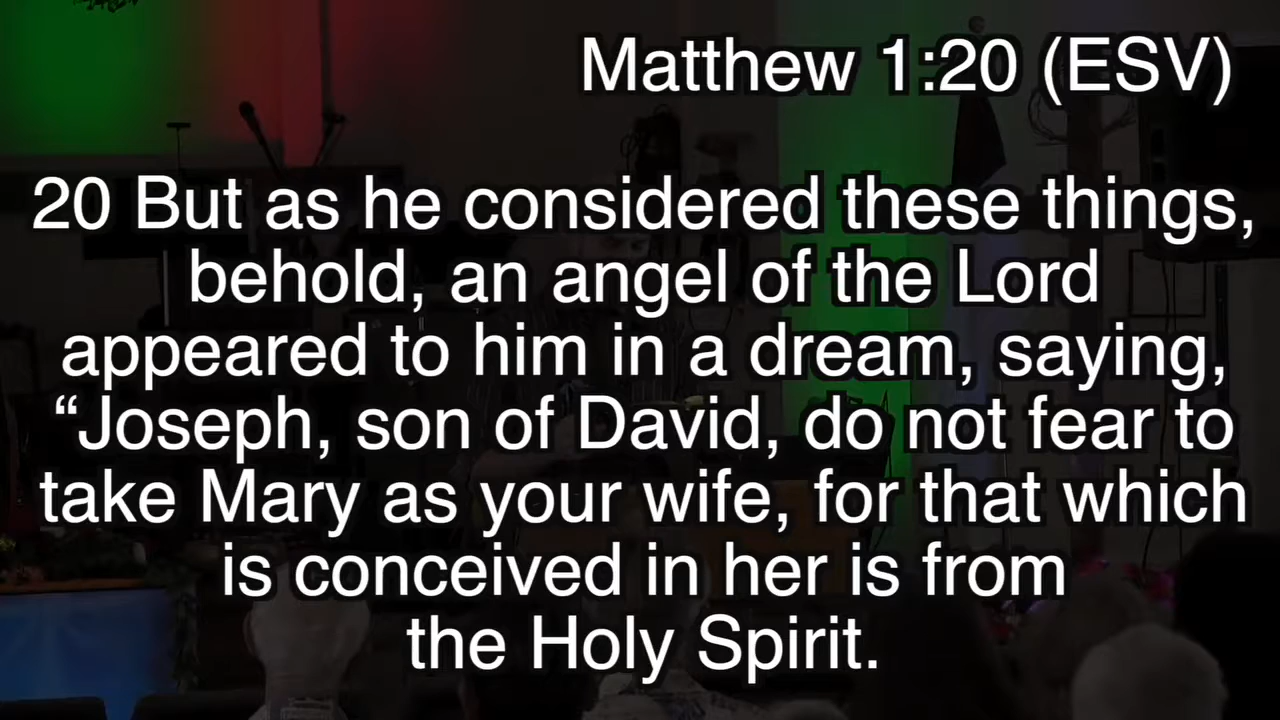 Matthew 1:20 (ESV)
20 But as he considered these things,
behold, an angel of the Lord
appeared to him in a dream, saying,
“Joseph, son of David, do not fear to
take Mary as your wife, for that which
is conceived in her is from
the Holy Spirit.